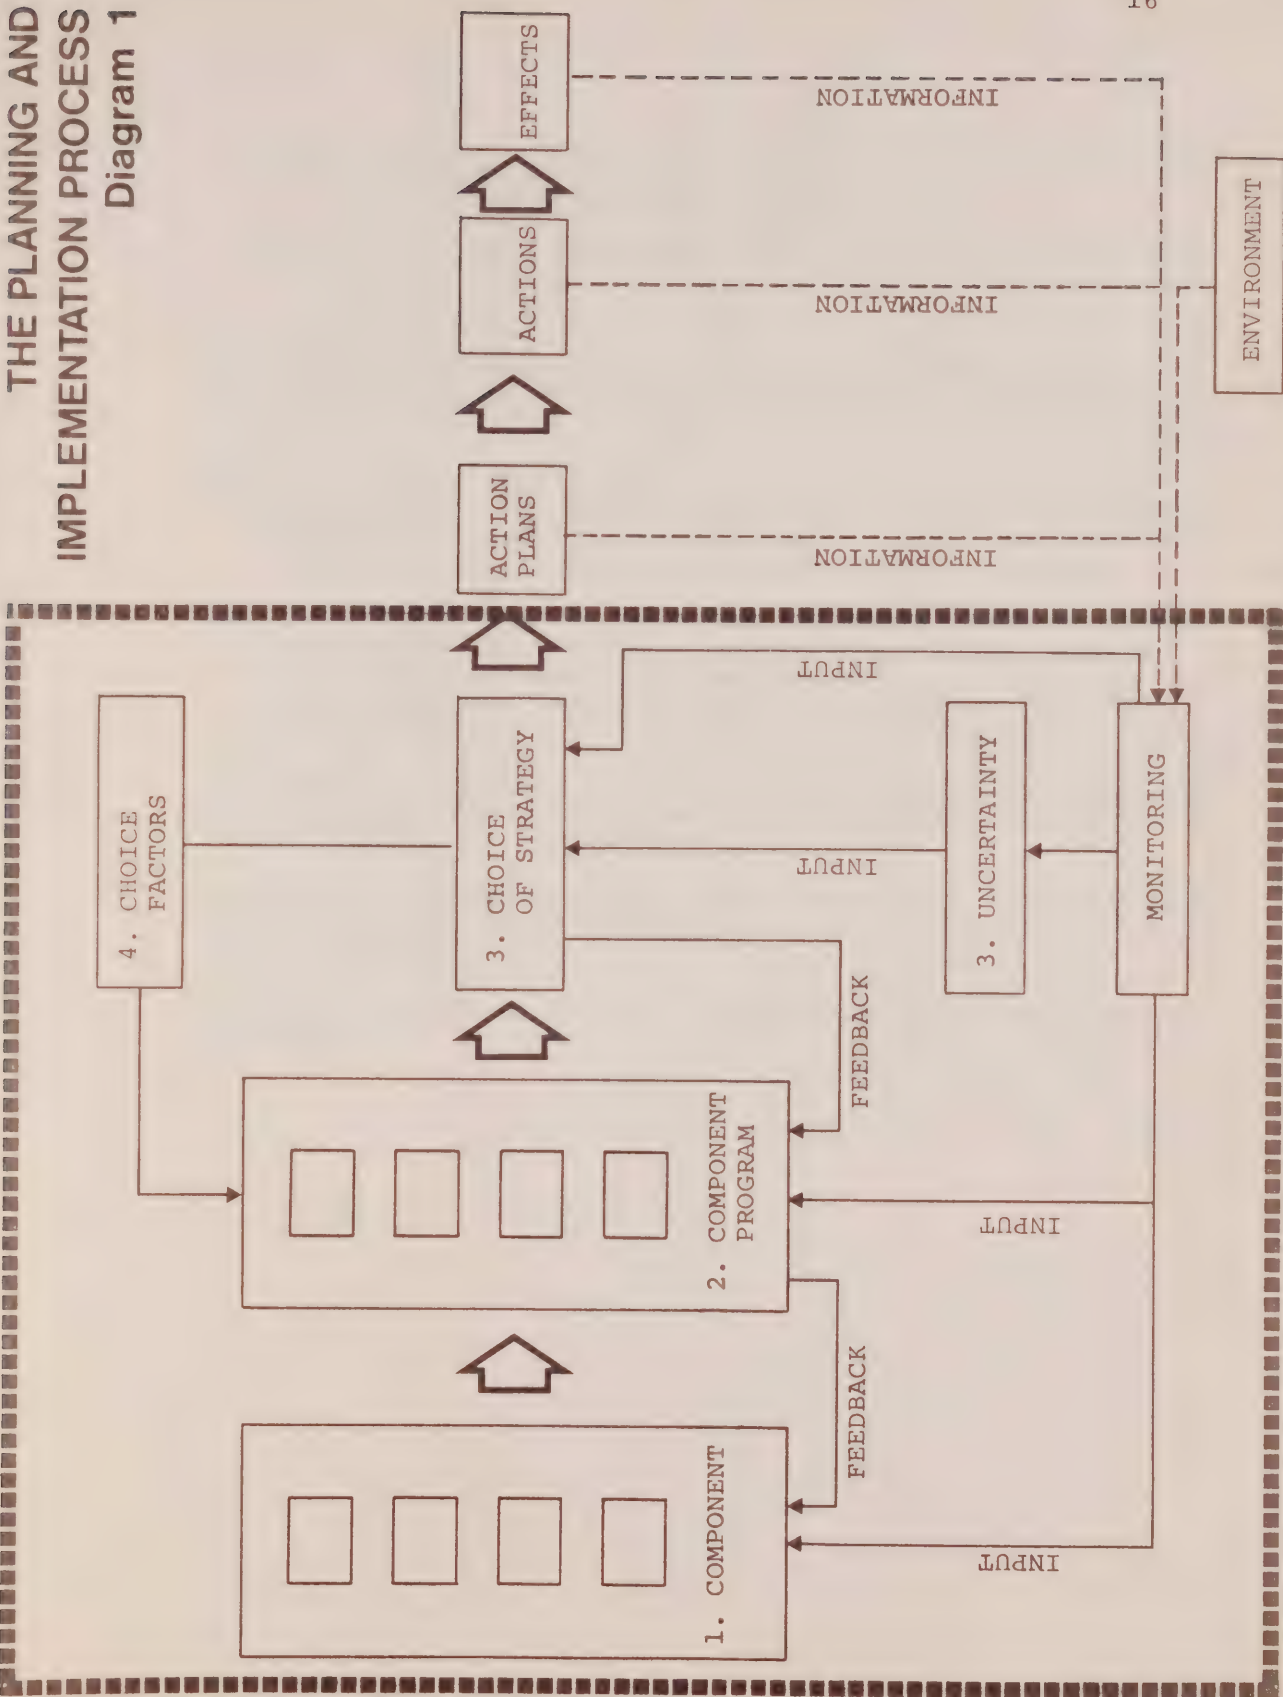 16
THE PLANNING AND
IMPLEMENTATION PROCESS
Diagram 1
4. CHOICE
FACTORS
1. COMPONENT
2. COMPONENT
PROGRAM
3. CHOICE
OF STRATEGY
ACTION
PLANS
ACTIONS
EFFECTS
FEEDBACK
FEEDBACK
INPUT
INPUT
INPUT
INPUT
INFORMATION
INFORMATION
INFORMATION
3. UNCERTAINTY
MONITORING
ENVIRONMENT